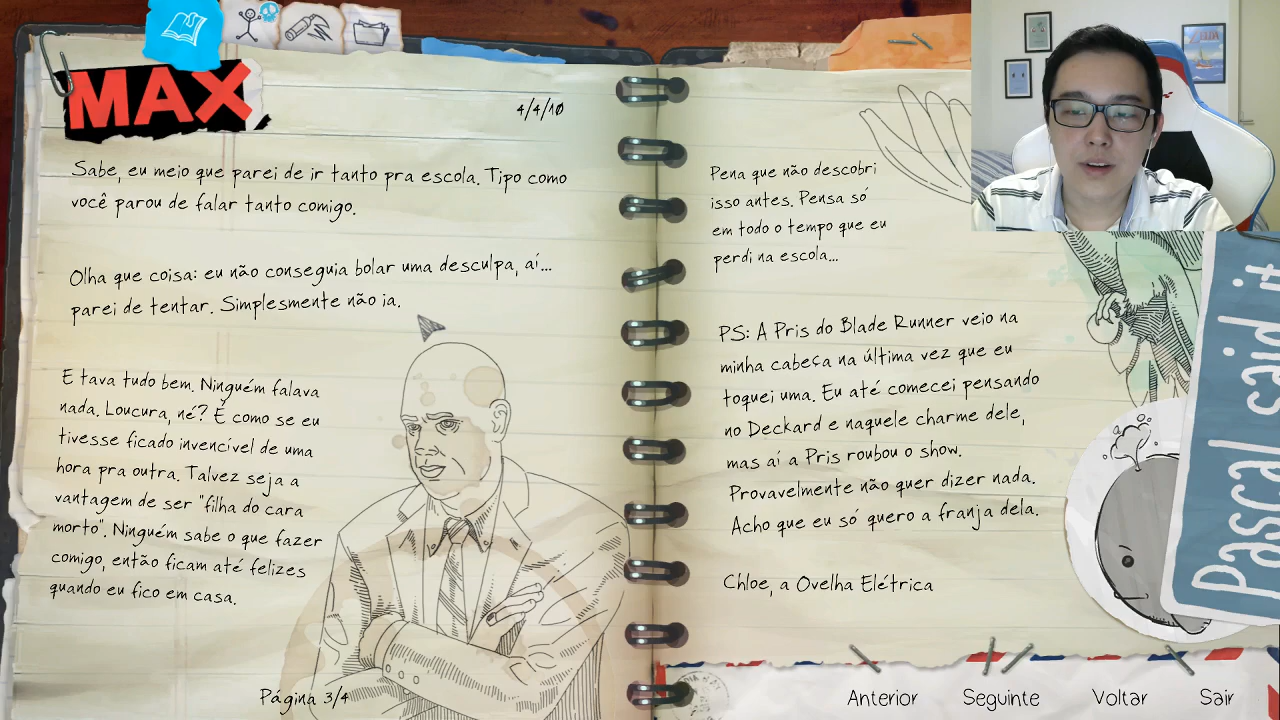 MAX
4/4/10
Sabe, eu meio que parei de ir tanto pra escola. Tipo como
você parou de falar tanto comigo.
Olha que coisa: eu não conseguia bolar uma desculpa, aí...
parei de tentar. Simplesmente não ia.
E tava tudo bem. Ninguém falava
nada. Loucura, né? É como se eu
tivesse ficado invencível de uma
hora pra outra. Talvez seja a
vantagem de ser "filha do cara
morto". Ninguém sabe o que fazer
comigo, então ficam até felizes
quando eu fico em casa.
Página 3/4
Pena que não descobri
isso antes. Pensa só
em todo o tempo que eu
perdi na escola...
PS: A Pris do Blade Runner veio na
minha cabeça na última vez que eu
toquei uma. Eu até comecei pensando
no Deckard e naquele charme dele,
mas aí a Pris roubou o show.
Provavelmente não quer dizer nada.
Acho que eu só quero a franja dela.
Chloe, a Ovelha Elétrica
Pascal said it
Anterior Seguinte Voltar Sair